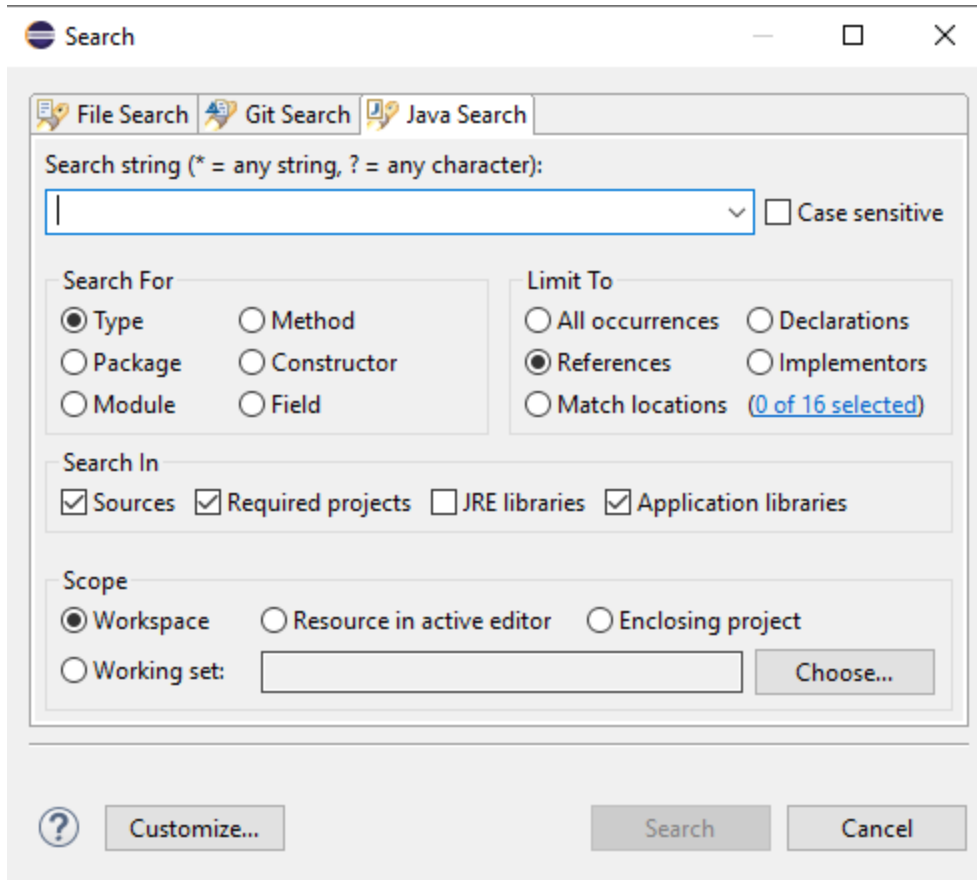 Search
File Search Git Search Java Search
Search string (* = any string, ? = any character):
Case sensitive
Search For
Type Method
Package Constructor
Module Field
Limit To
All occurrences Declarations
References Implementors
Match locations (0 of 16 selected)
Search In
Sources Required projects JRE libraries Application libraries
Scope
Workspace Resource in active editor Enclosing project
Working set: Choose...
? Customize... Search Cancel